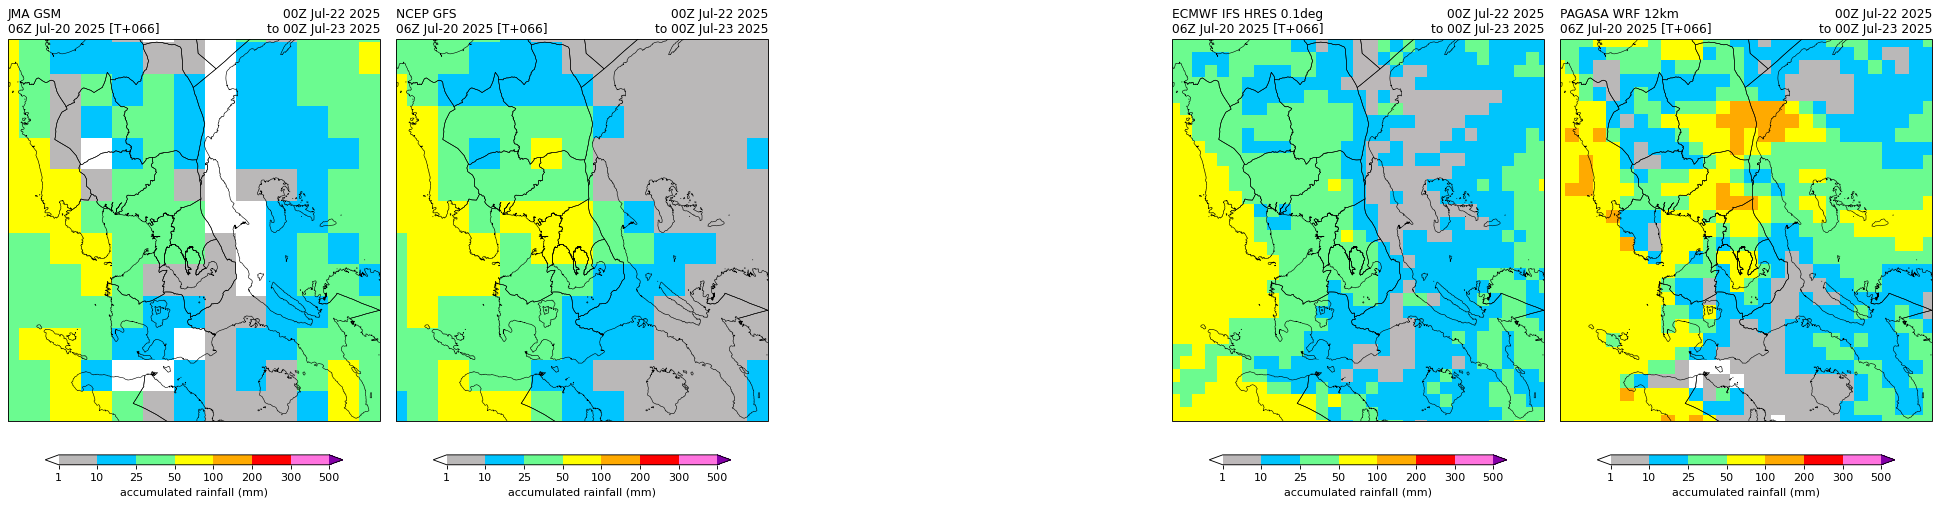 JMA GSM 00Z Jul-22 2025
06Z Jul-20 2025 [T+066] to 00Z Jul-23 2025
1 10 25 50 100 200 300 500
accumulated rainfall (mm)
NCEP GFS 00Z Jul-22 2025
06Z Jul-20 2025 [T+066] to 00Z Jul-23 2025
1 10 25 50 100 200 300 500
accumulated rainfall (mm)
ECMWF IFS HRES 0.1deg 00Z Jul-22 2025
06Z Jul-20 2025 [T+066] to 00Z Jul-23 2025
1 10 25 50 100 200 300 500
accumulated rainfall (mm)
PAGASA WRF 12km 00Z Jul-22 2025
06Z Jul-20 2025 [T+066] to 00Z Jul-23 2025
1 10 25 50 100 200 300 500
accumulated rainfall (mm)